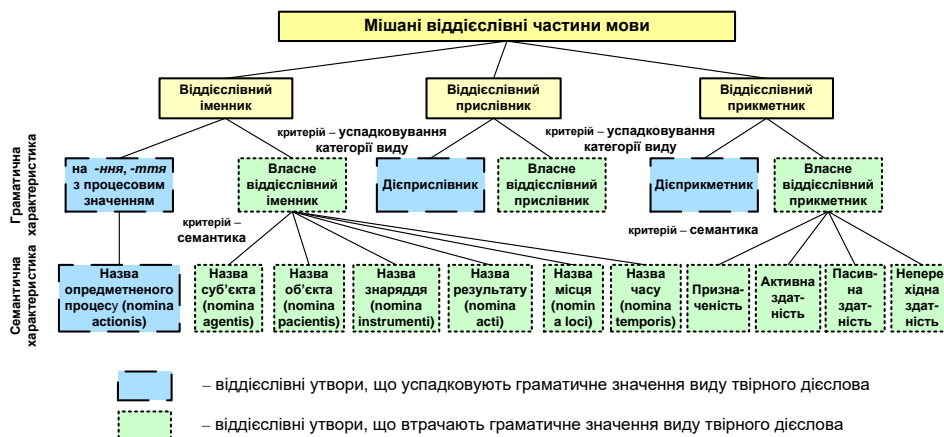 Мішані віддієслівні частини мови
Віддієслівний
іменник
Віддієслівний
прислівник
Віддієслівний
прикметник
критерій – успадковування
категорії виду
критерій – успадковування
категорії виду
Граматична
характеристика
на -ння, -ття
з процесовим
значенням
Власне
віддієслівний
іменник
Дієприслівник
Власне
віддієслівний
прислівник
Дієприкметник
Власне
віддієслівний
прикметник
критерій –
семантика
критерій – семантика
Семантична
характеристика
Назва
опредметненого
процесу (nomina
actionis)
Назва
суб’єкта
(nomina
agentis)
Назва
об’єкта
(nomina
pacientis)
Назва
знаряддя
(nomina
instrumenti)
Назва
результату
(nomina
acti)
Назва
місця
(nomin
a loci)
Назва
часу
(nomina
temporis)
Призна-
ченість
Активна
здат-
ність
Пасив-
на
здат-
ність
Непере
хідна
здат-
ність
– віддієслівні утвори, що успадковують граматичне значення виду твірного дієслова
– віддієслівні утвори, що втрачають граматичне значення виду твірного дієслова